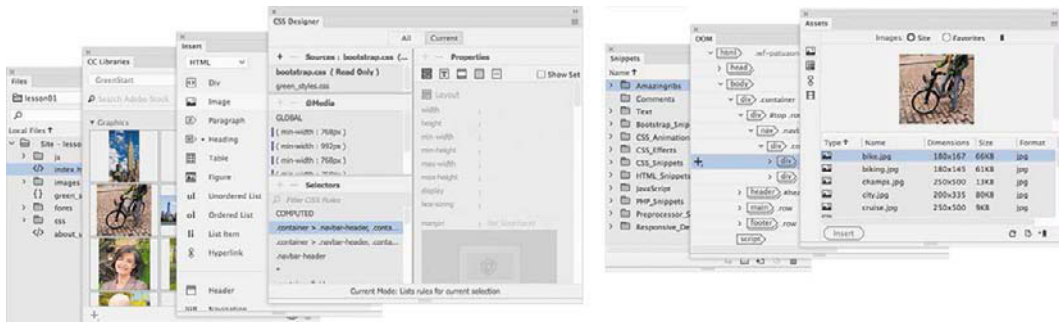 Files
lesson01
Local Files
Site - lesso
js
index.h
images
green_s
fonts
css
about_u
CC Libraries
GreenStart
Search Adobe Stock
Graphics
Insert
HTML
Div
Image
Paragraph
Heading
Table
Figure
ul Unordered List
ol Ordered List
li List Item
Hyperlink
Header
Navigation
CSS Designer
All Current
Sources : bootstrap.css (...
bootstrap.css ( Read Only )
green_styles.css
@Media
GLOBAL
( min-width : 768px )
( min-width : 992px )
( min-width : 768px )
Selectors
Filter CSS Rules
COMPUTED
.container > .navbar-header, .conta...
.container > .navbar-header, .conta...
.navbar-header
*
Properties
Show Set
Layout
width
height
min-width
max-width
max-height
display
box-sizing
margin
Current Mode: Lists rules for current selection
Snippets
Name
Amazingribs
Comments
Text
Bootstrap_Snip
CSS_Animation
CSS_Effects
CSS_Snippets
HTML_Snippets
JavaScript
PHP_Snippets
Preprocessor_S
Responsive_De
DOM
html
head
body
div .container
div #top .ro
nav .navb
div .co
div
div
header #hea
main .row
footer .row
script
Assets
Images: Site Favorites
Type Name Dimensions Size Format
bike.jpg 180x167 66KB jpg
biking.jpg 180x145 61KB jpg
champs.jpg 250x500 13KB jpg
city.jpg 200x335 80KB jpg
cruise.jpg 250x500 9KB jpg
Insert